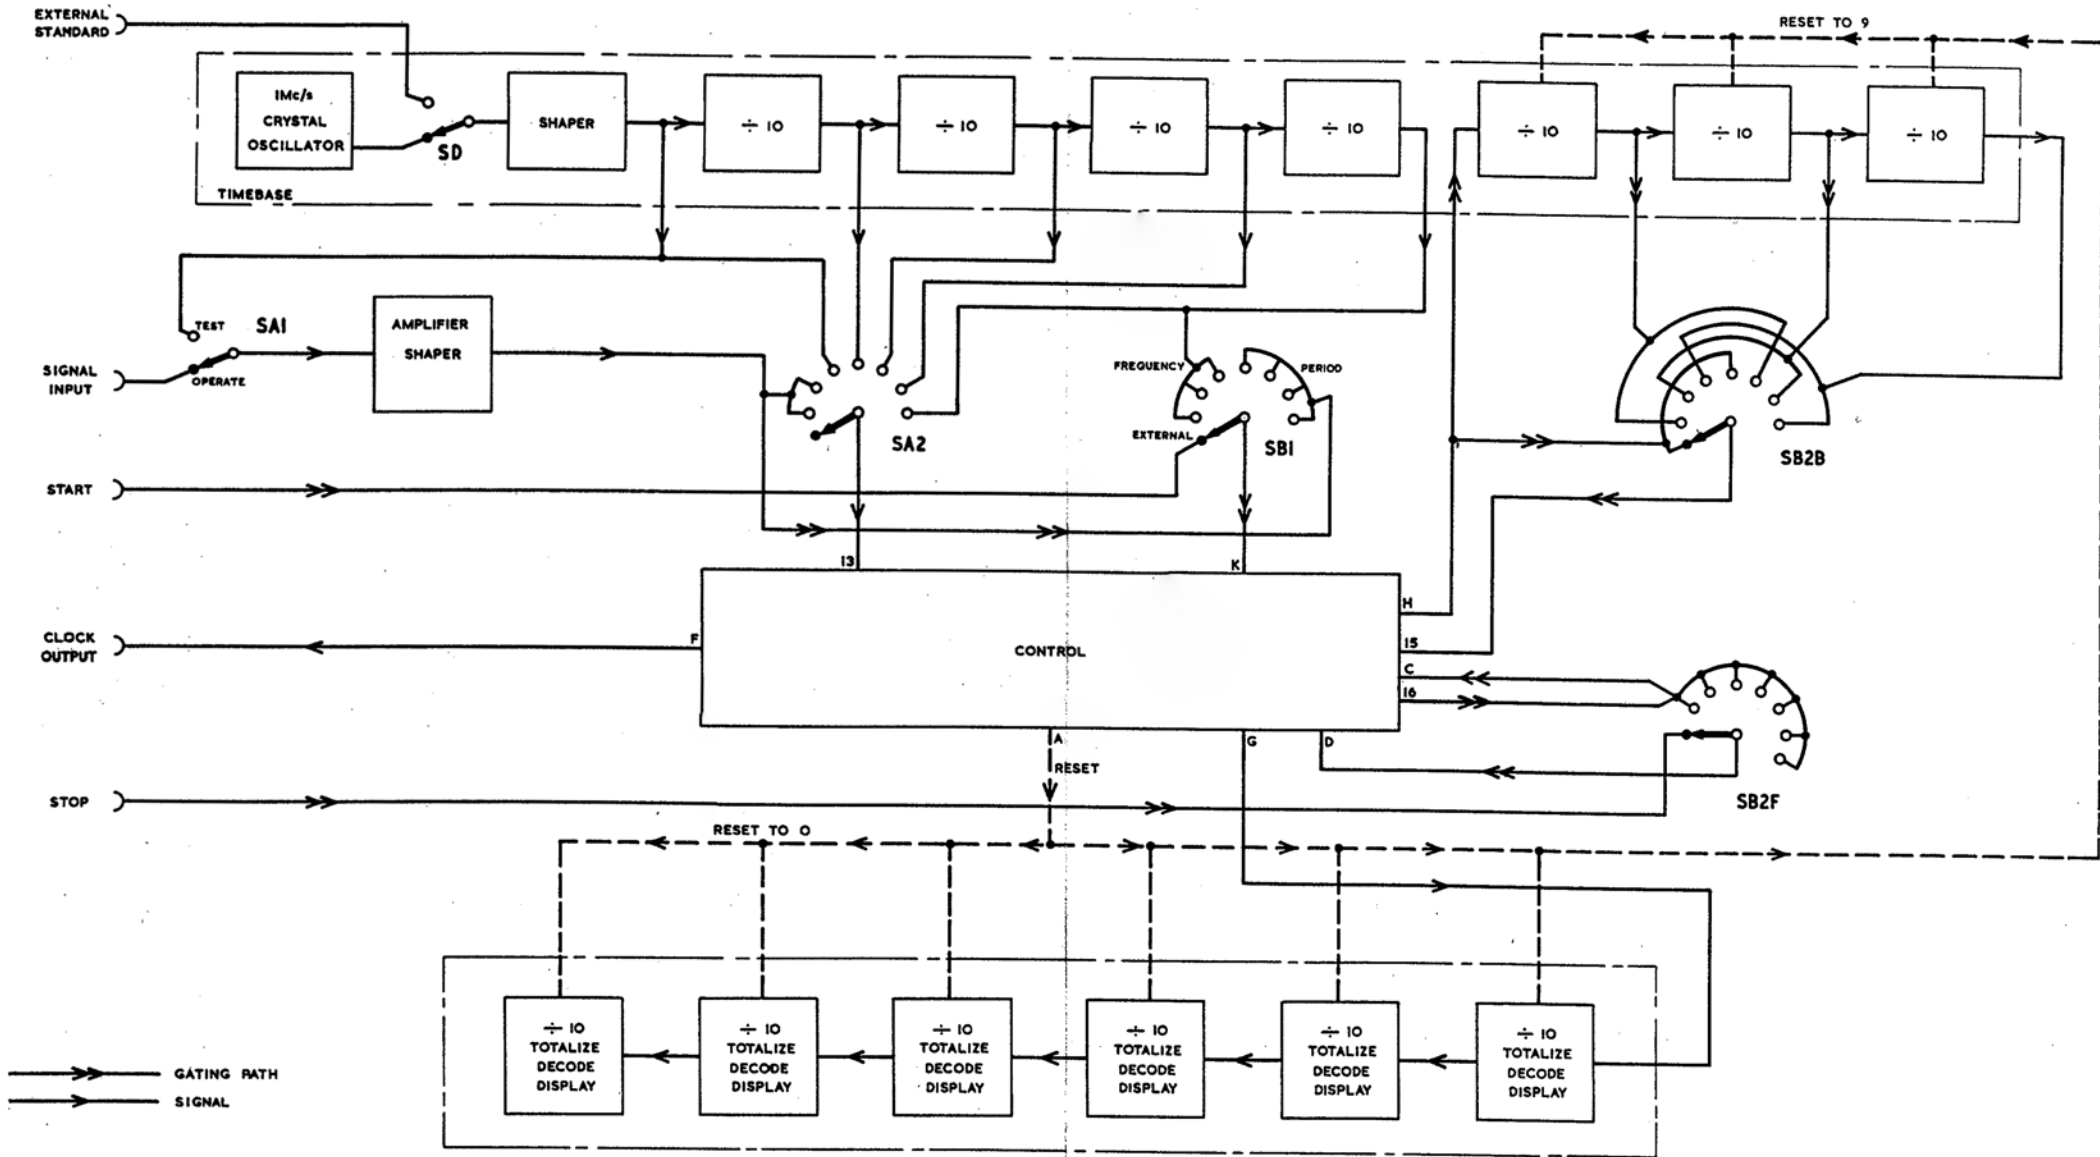 EXTERNAL
STANDARD
RESET TO 9
1Mc/s
CRYSTAL
OSCILLATOR
SD
SHAPER
÷ 10
÷ 10
÷ 10
÷ 10
÷ 10
÷ 10
÷ 10
TIMEBASE
TEST
SA1
AMPLIFIER
SHAPER
SIGNAL
INPUT
OPERATE
FREQUENCY
PERIOD
EXTERNAL
SA2
SB1
SB2B
START
13
K
H
CLOCK
OUTPUT
F
CONTROL
15
C
16
A
G
D
RESET
STOP
SB2F
RESET TO 0
÷ 10
TOTALIZE
DECODE
DISPLAY
÷ 10
TOTALIZE
DECODE
DISPLAY
÷ 10
TOTALIZE
DECODE
DISPLAY
÷ 10
TOTALIZE
DECODE
DISPLAY
÷ 10
TOTALIZE
DECODE
DISPLAY
÷ 10
TOTALIZE
DECODE
DISPLAY
GATING PATH
SIGNAL